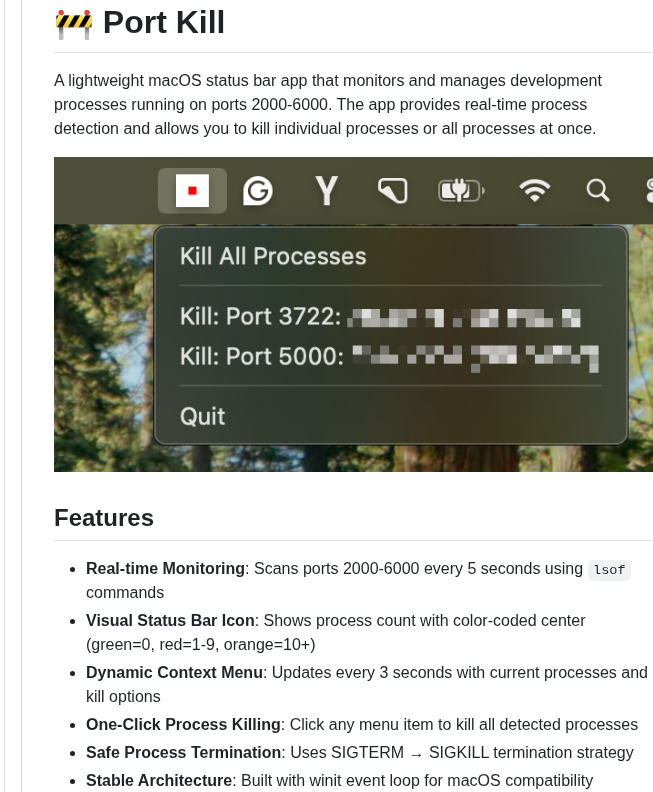 🚧 Port Kill
A lightweight macOS status bar app that monitors and manages development
processes running on ports 2000-6000. The app provides real-time process
detection and allows you to kill individual processes or all processes at once.
Kill All Processes
Kill: Port 3722:
Kill: Port 5000:
Quit
Features
• Real-time Monitoring: Scans ports 2000-6000 every 5 seconds using lsof
commands
• Visual Status Bar Icon: Shows process count with color-coded center
(green=0, red=1-9, orange=10+)
• Dynamic Context Menu: Updates every 3 seconds with current processes and
kill options
• One-Click Process Killing: Click any menu item to kill all detected processes
• Safe Process Termination: Uses SIGTERM → SIGKILL termination strategy
• Stable Architecture: Built with winit event loop for macOS compatibility